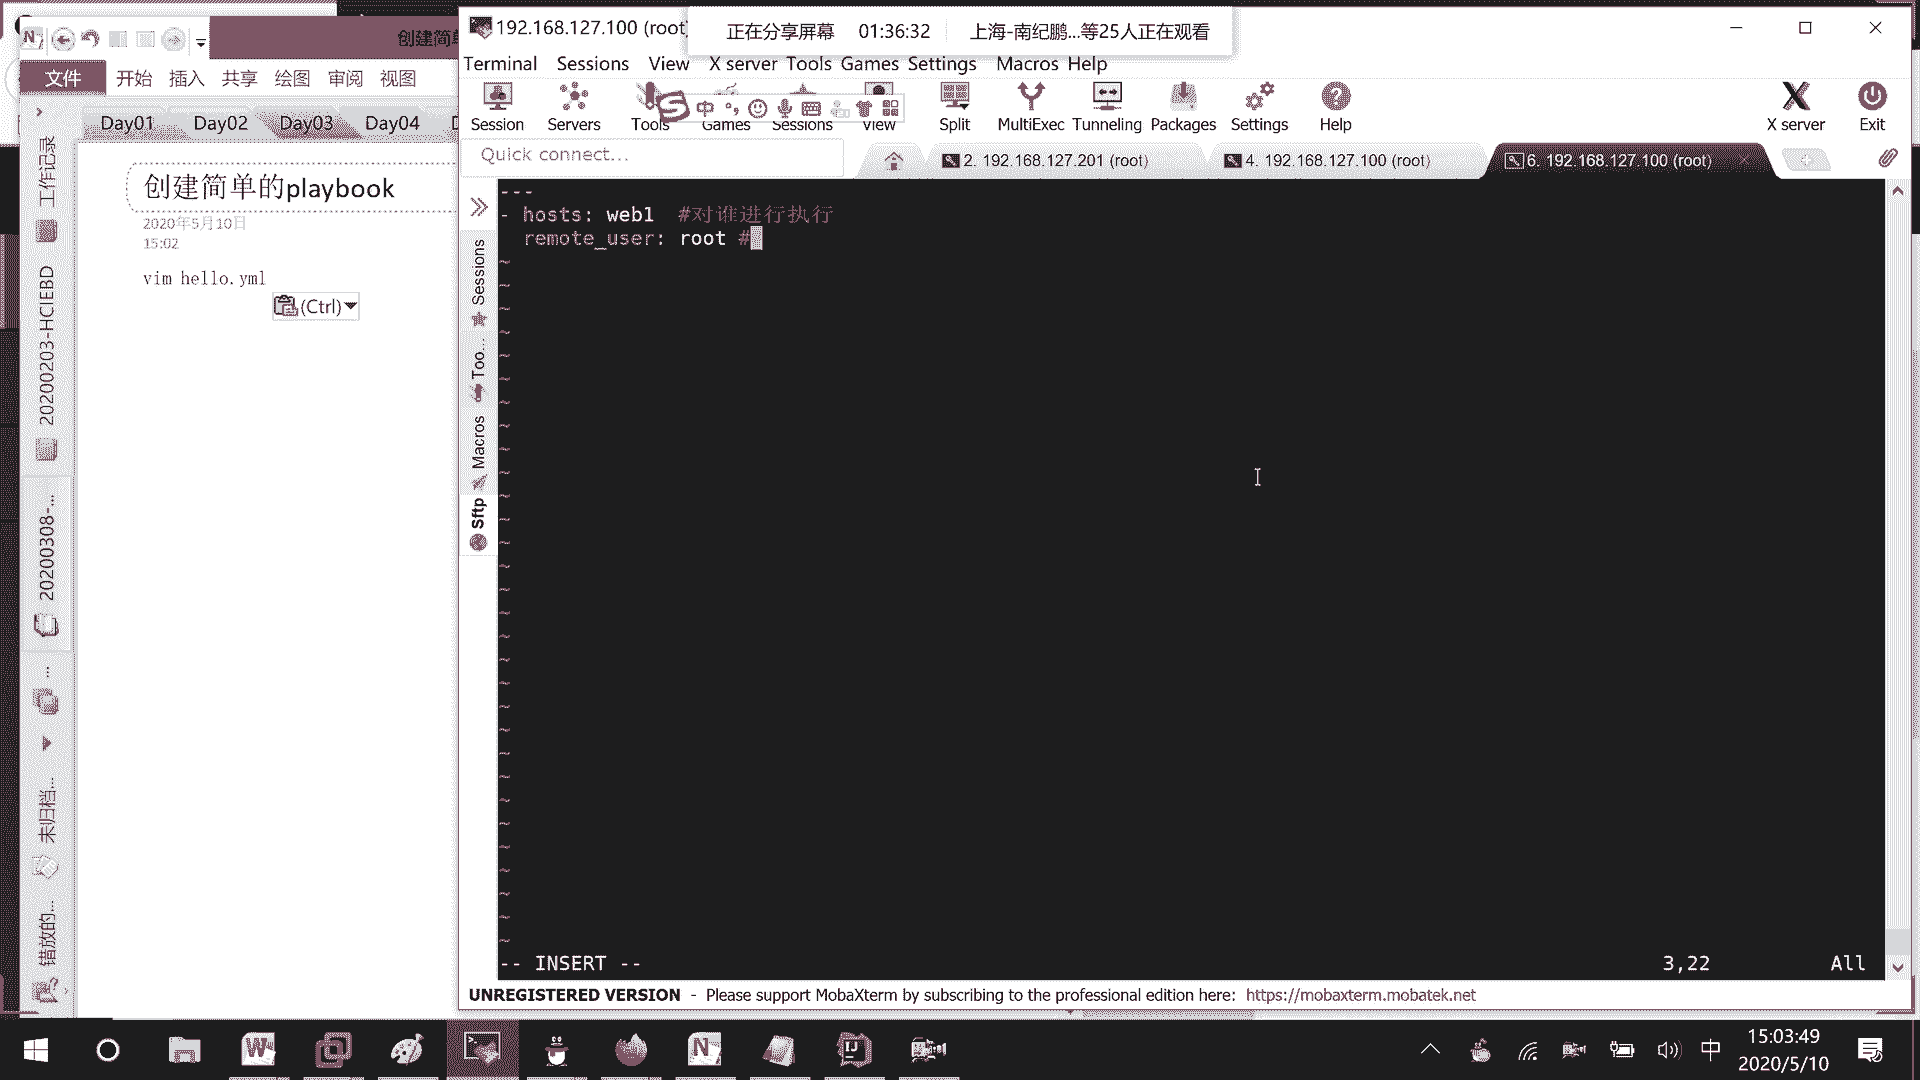 创建简单
文件 开始 插入 共享 绘图 审阅 视图
Day01 Day02 Day03 Day04
创建简单的playbook
2020年5月10日
15:02
vim hello.yml
(Ctrl)
工作记录
20200203-HCIEBD
20200308-...
未归档...
错放的...
192.168.127.100 (root)
正在分享屏幕 01:36:32 上海-南纪鹏...等25人正在观看
Terminal Sessions View X server Tools Games Settings Macros Help
中
Session Servers Tools Games Sessions View Split MultiExec Tunneling Packages Settings Help X server Exit
Quick connect...
2. 192.168.127.201 (root)
4. 192.168.127.100 (root)
6. 192.168.127.100 (root)
Sessions
Too...
Macros
Sftp
---
- hosts: web1 #对谁进行执行
remote_user: root #
-- INSERT -- 3,22 All
UNREGISTERED VERSION - Please support MobaXterm by subscribing to the professional edition here: https://mobaxterm.mobatek.net
中
15:03:49
2020/5/10